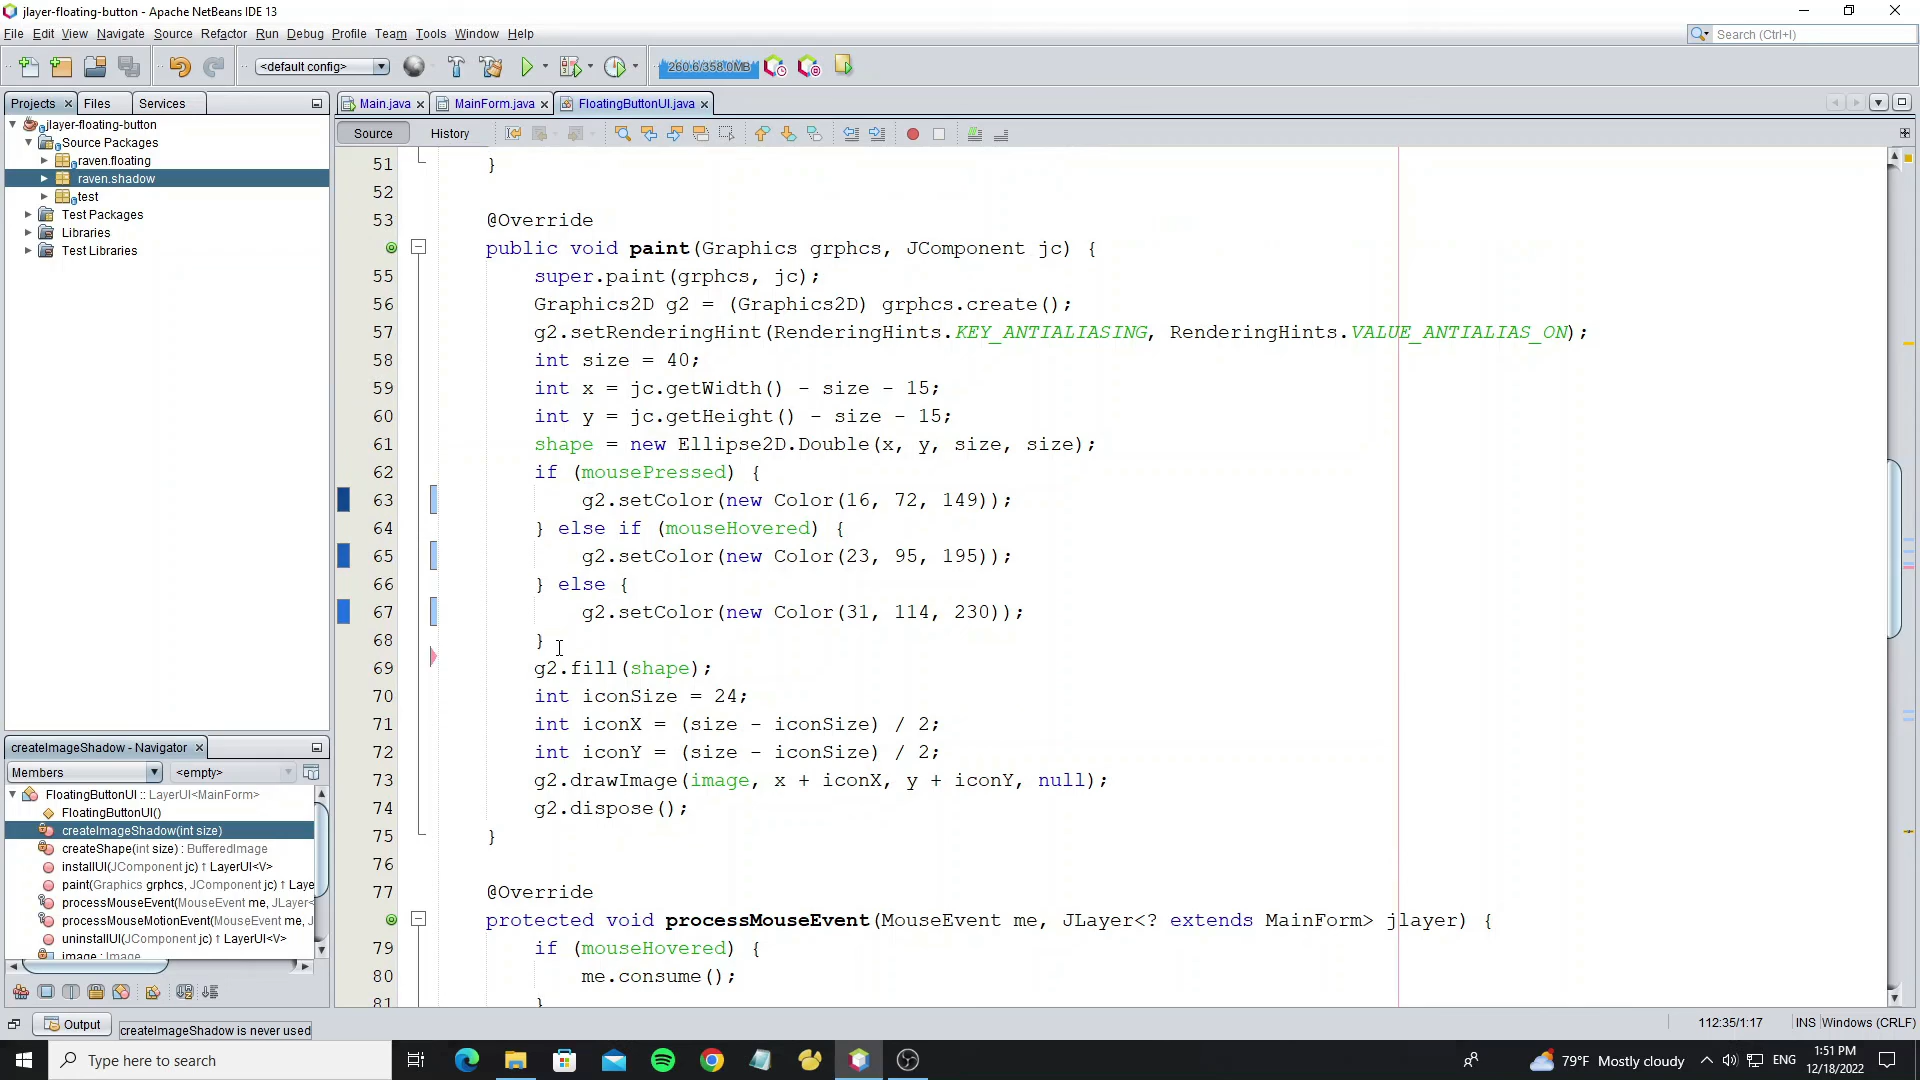 jlayer-floating-button - Apache NetBeans IDE 13
File Edit View Navigate Source Refactor Run Debug Profile Team Tools Window Help
Search (Ctrl+I)
<default config>
260.6/358.0MB
Projects Files Services
Main.java MainForm.java FloatingButtonUI.java
jlayer-floating-button
Source Packages
raven.floating
raven.shadow
test
Test Packages
Libraries
Test Libraries
Source History
51 }
52
53 @Override
public void paint(Graphics grphcs, JComponent jc) {
55 super.paint(grphcs, jc);
56 Graphics2D g2 = (Graphics2D) grphcs.create();
57 g2.setRenderingHint(RenderingHints.KEY_ANTIALIASING, RenderingHints.VALUE_ANTIALIAS_ON);
58 int size = 40;
59 int x = jc.getWidth() - size - 15;
60 int y = jc.getHeight() - size - 15;
61 shape = new Ellipse2D.Double(x, y, size, size);
62 if (mousePressed) {
63 g2.setColor(new Color(16, 72, 149));
64 } else if (mouseHovered) {
65 g2.setColor(new Color(23, 95, 195));
66 } else {
67 g2.setColor(new Color(31, 114, 230));
68 }
69 g2.fill(shape);
70 int iconSize = 24;
71 int iconX = (size - iconSize) / 2;
72 int iconY = (size - iconSize) / 2;
73 g2.drawImage(image, x + iconX, y + iconY, null);
74 g2.dispose();
75 }
76
77 @Override
protected void processMouseEvent(MouseEvent me, JLayer<? extends MainForm> jlayer) {
79 if (mouseHovered) {
80 me.consume();
81 }
createImageShadow - Navigator
Members <empty>
FloatingButtonUI :: LayerUI<MainForm>
FloatingButtonUI()
createImageShadow(int size)
createShape(int size) : BufferedImage
installUI(JComponent jc) ↑ LayerUI<V>
paint(Graphics grphcs, JComponent jc) ↑ Laye
processMouseEvent(MouseEvent me, JLayer<
processMouseMotionEvent(MouseEvent me, J
uninstallUI(JComponent jc) ↑ LayerUI<V>
image : Image
Output createImageShadow is never used
112:35/1:17 INS Windows (CRLF)
Type here to search
79°F Mostly cloudy ENG
1:51 PM
12/18/2022